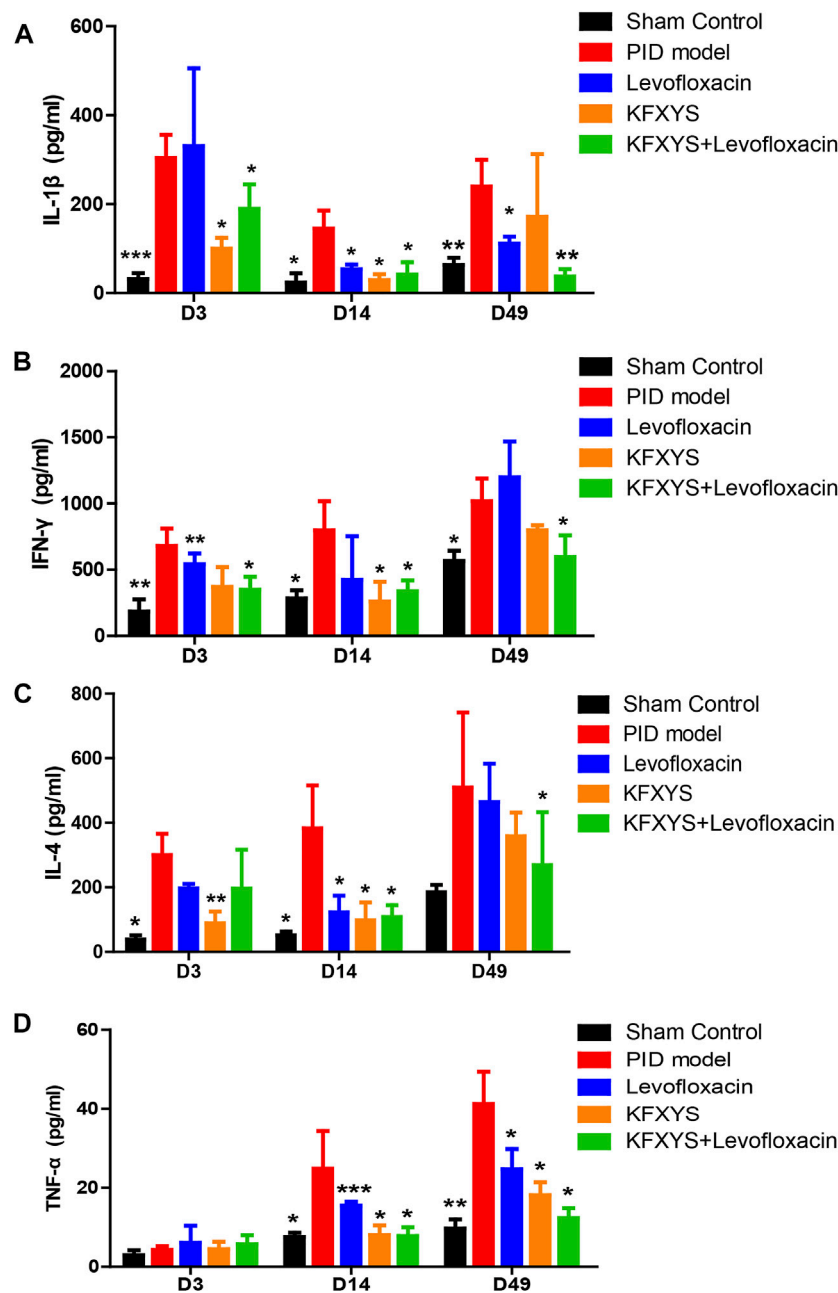 A
IL-1β (pg/ml)
600
400
200
0
*** * * * * * * ** * **
D3 D14 D49
Sham Control
PID model
Levofloxacin
KFXYS
KFXYS+Levofloxacin
B
IFN-γ (pg/ml)
2000
1500
1000
500
0
** ** * * * * * *
D3 D14 D49
Sham Control
PID model
Levofloxacin
KFXYS
KFXYS+Levofloxacin
C
IL-4 (pg/ml)
800
600
400
200
0
* ** * * * * *
D3 D14 D49
Sham Control
PID model
Levofloxacin
KFXYS
KFXYS+Levofloxacin
D
TNF-α (pg/ml)
60
40
20
0
* *** * * ** * * *
D3 D14 D49
Sham Control
PID model
Levofloxacin
KFXYS
KFXYS+Levofloxacin